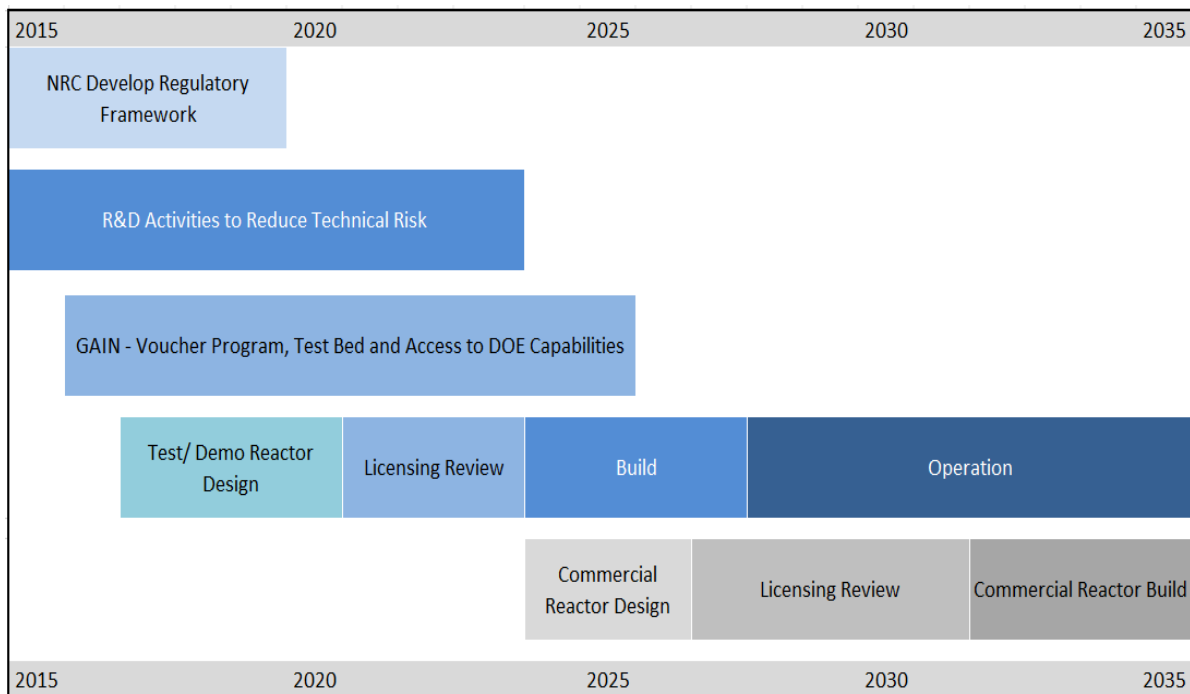 2015 2020 2025 2030 2035
NRC Develop Regulatory
Framework
R&D Activities to Reduce Technical Risk
GAIN - Voucher Program, Test Bed and Access to DOE Capabilities
Test/ Demo Reactor
Design
Licensing Review
Build
Operation
Commercial
Reactor Design
Licensing Review
Commercial Reactor Build
2015 2020 2025 2030 2035